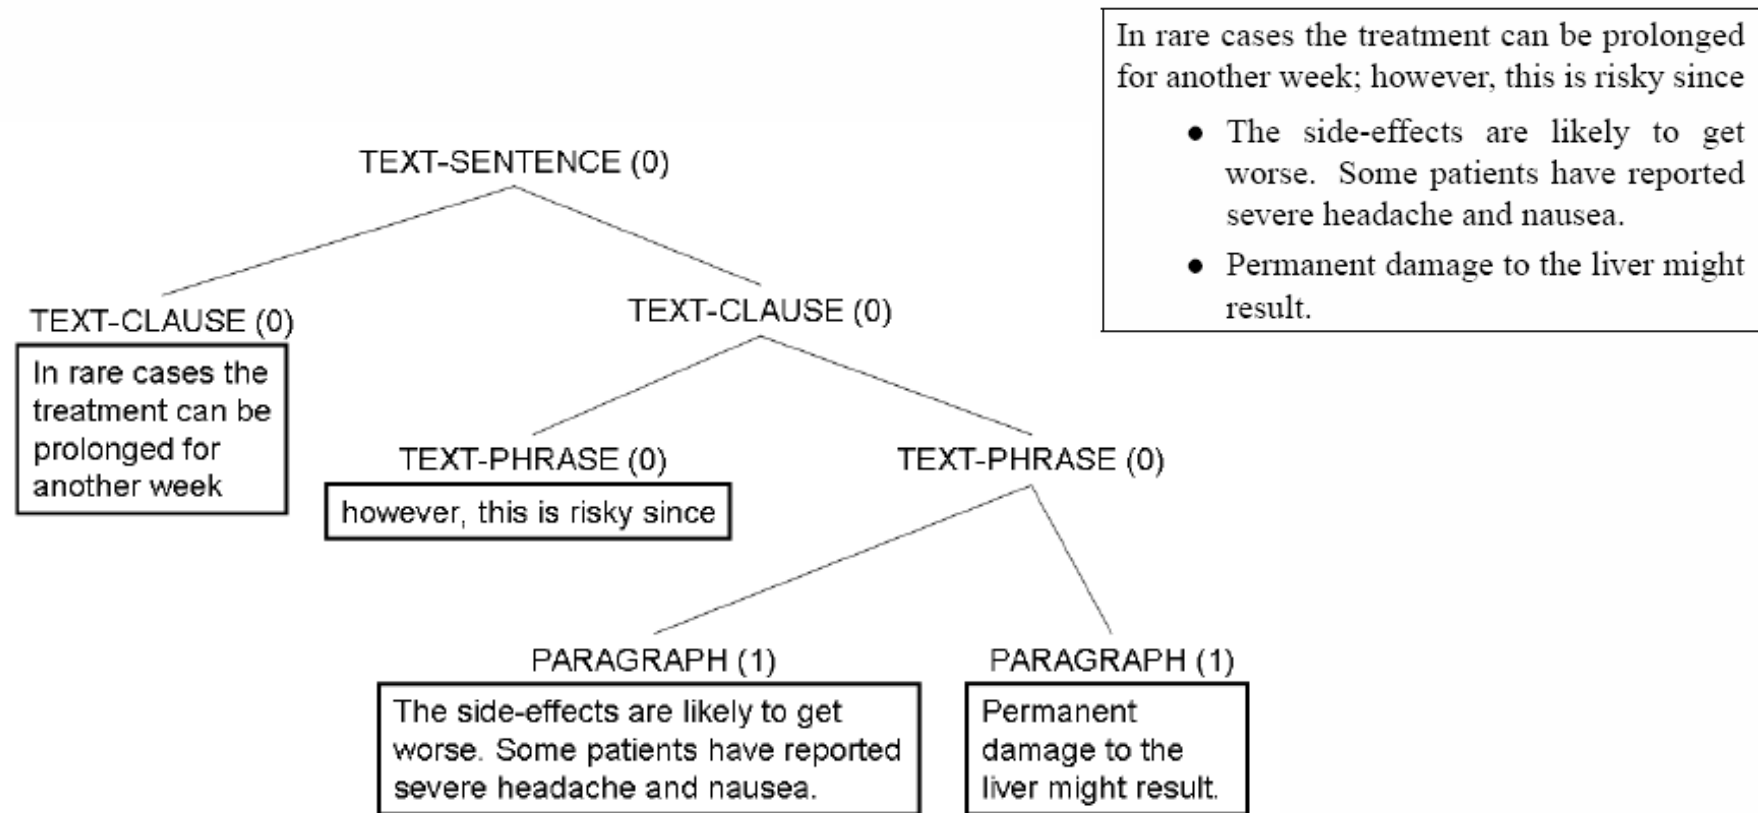 In rare cases the treatment can be prolonged
for another week; however, this is risky since
● The side-effects are likely to get
worse. Some patients have reported
severe headache and nausea.
● Permanent damage to the liver might
result.
TEXT-SENTENCE (0)
TEXT-CLAUSE (0)
In rare cases the
treatment can be
prolonged for
another week
TEXT-CLAUSE (0)
TEXT-PHRASE (0)
however, this is risky since
TEXT-PHRASE (0)
PARAGRAPH (1)
The side-effects are likely to get
worse. Some patients have reported
severe headache and nausea.
PARAGRAPH (1)
Permanent
damage to the
liver might result.